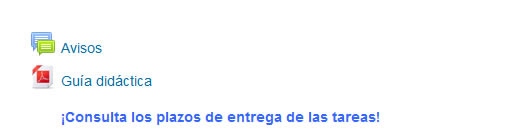 Avisos
Guía didáctica
¡Consulta los plazos de entrega de las tareas!